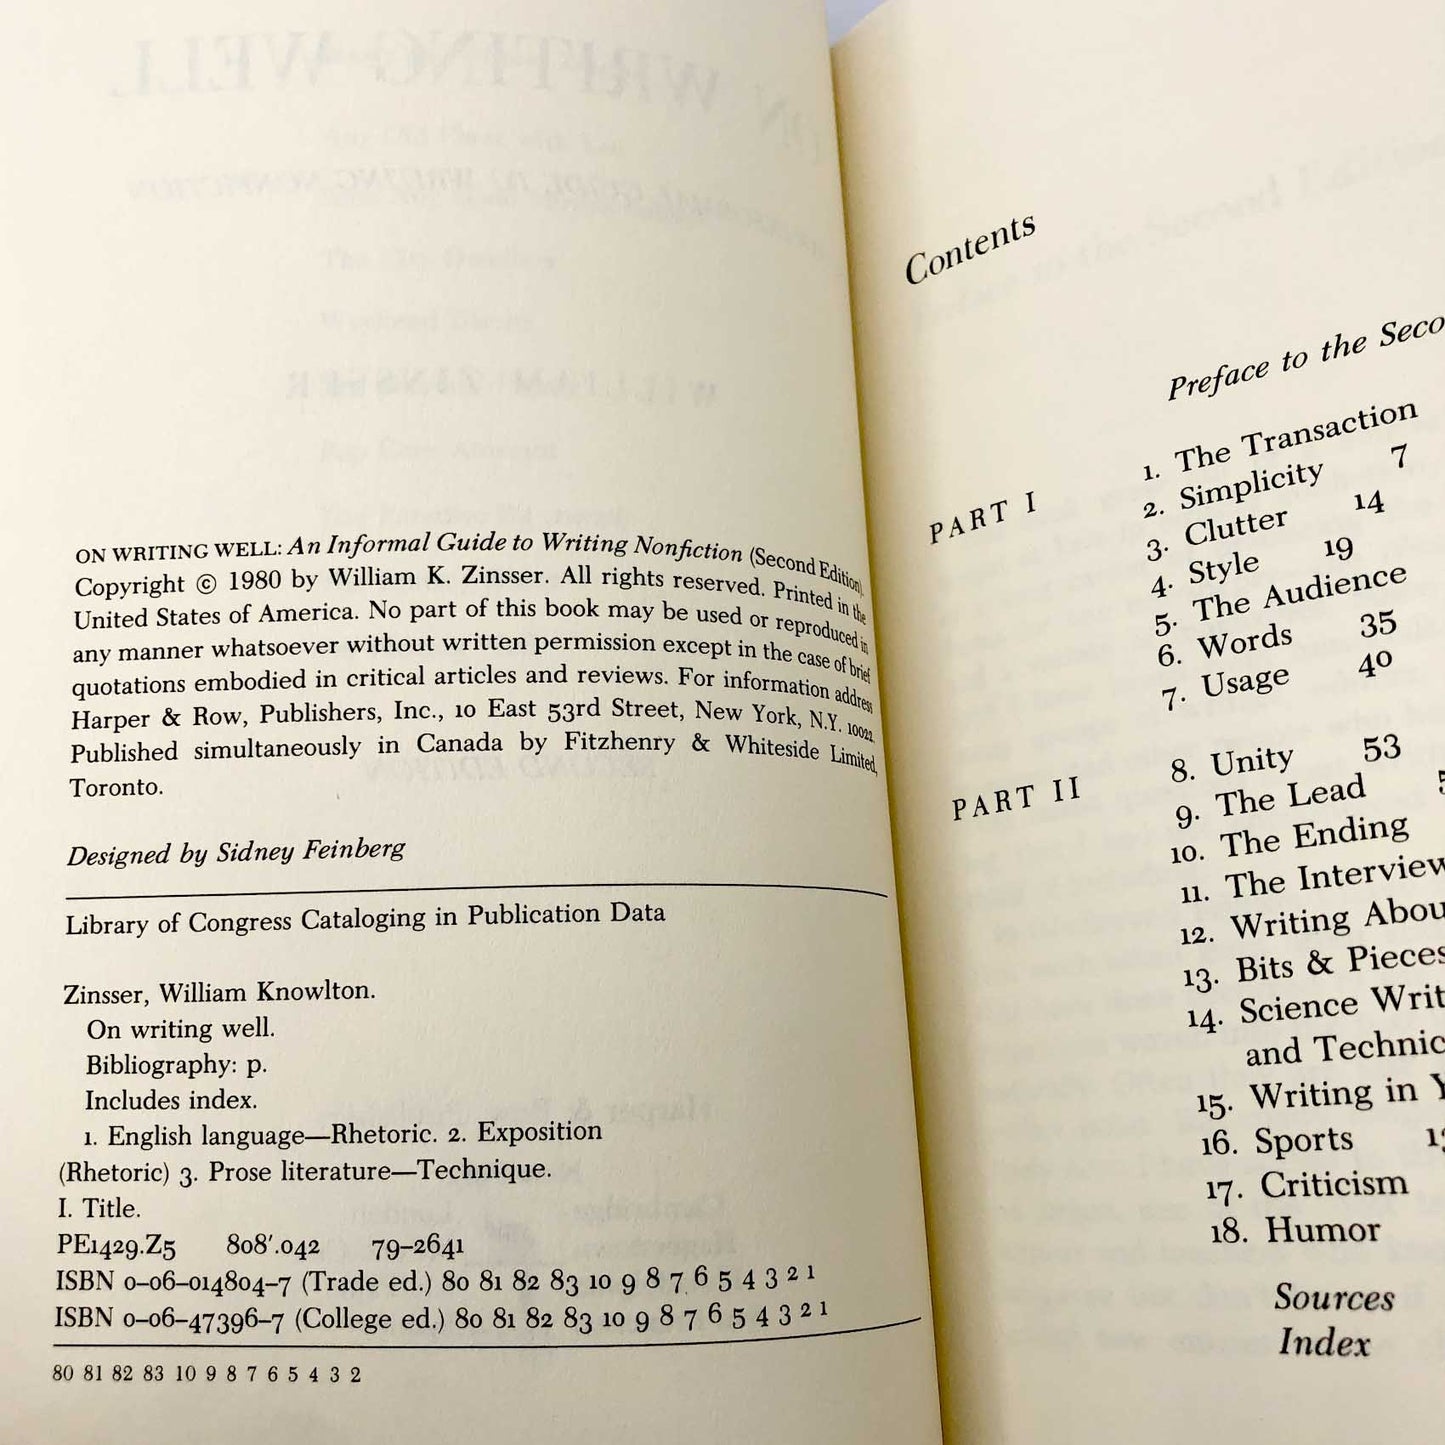 ON WRITING WELL: An Informal Guide to Writing Nonfiction (Second Edition).
Copyright © 1980 by William K. Zinsser. All rights reserved. Printed in the
United States of America. No part of this book may be used or reproduced in
any manner whatsoever without written permission except in the case of brief
quotations embodied in critical articles and reviews. For information address
Harper & Row, Publishers, Inc., 10 East 53rd Street, New York, N.Y. 10022.
Published simultaneously in Canada by Fitzhenry & Whiteside Limited,
Toronto.
Designed by Sidney Feinberg
Library of Congress Cataloging in Publication Data
Zinsser, William Knowlton.
On writing well.
Bibliography: p.
Includes index.
1. English language—Rhetoric. 2. Exposition
(Rhetoric) 3. Prose literature—Technique.
I. Title.
PE1429.Z5 808'.042 79-2641
ISBN 0-06-014804-7 (Trade ed.) 80 81 82 83 10 9 8 7 6 5 4 3 2 1
ISBN 0-06-47396-7 (College ed.) 80 81 82 83 10 9 8 7 6 5 4 3 2 1
80 81 82 83 10 9 8 7 6 5 4 3 2
Contents
Preface to the Seco
PART I
1. The Transaction
2. Simplicity 7
3. Clutter 14
4. Style 19
5. The Audience
6. Words 35
7. Usage 40
PART II
8. Unity 53
9. The Lead 5
10. The Ending
11. The Interview
12. Writing Abou
13. Bits & Pieces
14. Science Writ
and Technic
15. Writing in Y
16. Sports 13
17. Criticism
18. Humor
Sources
Index